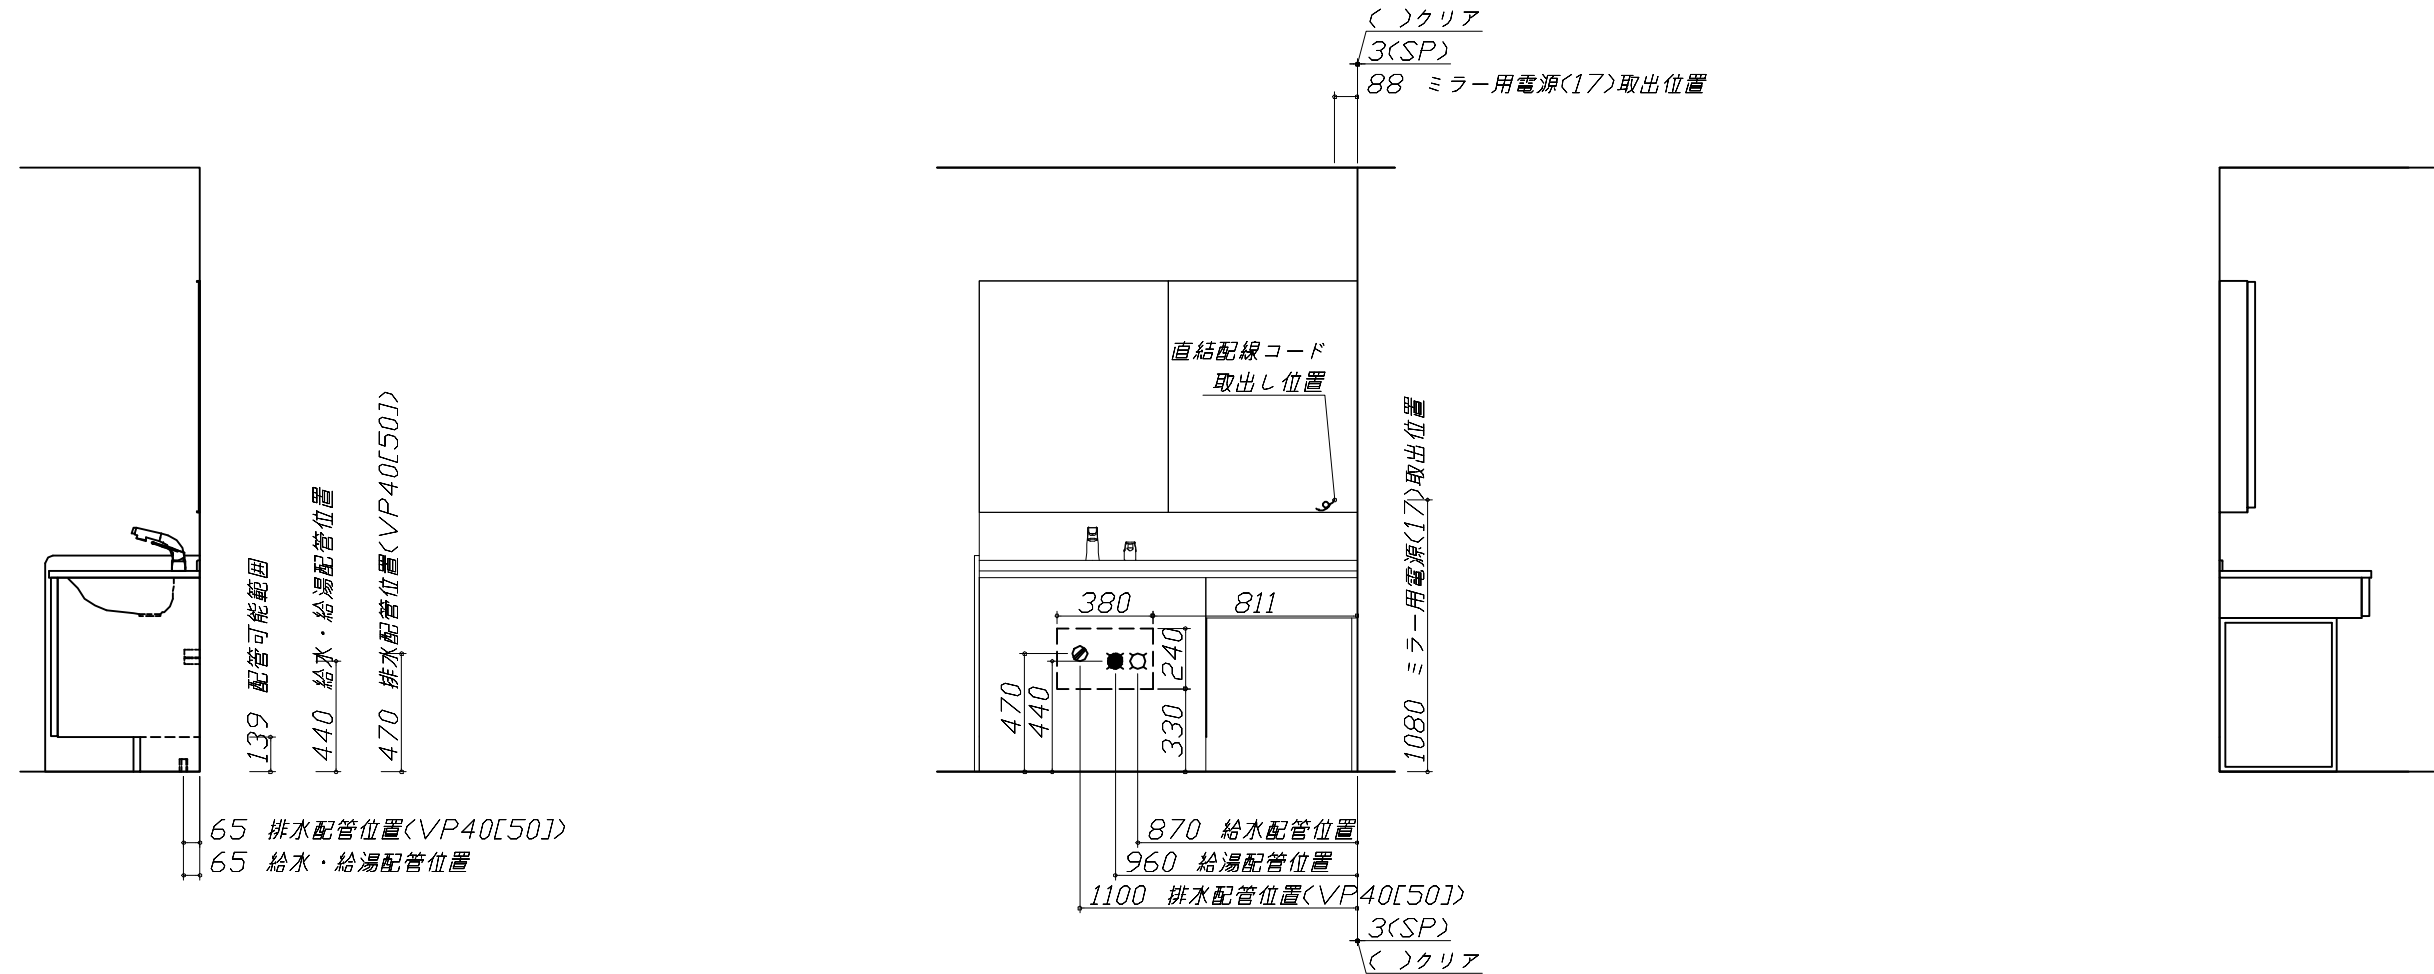 ( )クリア
3(SP)
88 ミラー用電源(17)取出位置
直結配線コード
取出し位置
139 配管可能範囲
440 給水・給湯配管位置
470 排水配管位置(VP40[50])
1080 ミラー用電源(17)取出位置
380
811
240
330
470
440
65 排水配管位置(VP40[50])
65 給水・給湯配管位置
870 給水配管位置
960 給湯配管位置
1100 排水配管位置(VP40[50])
3(SP)
( )クリア